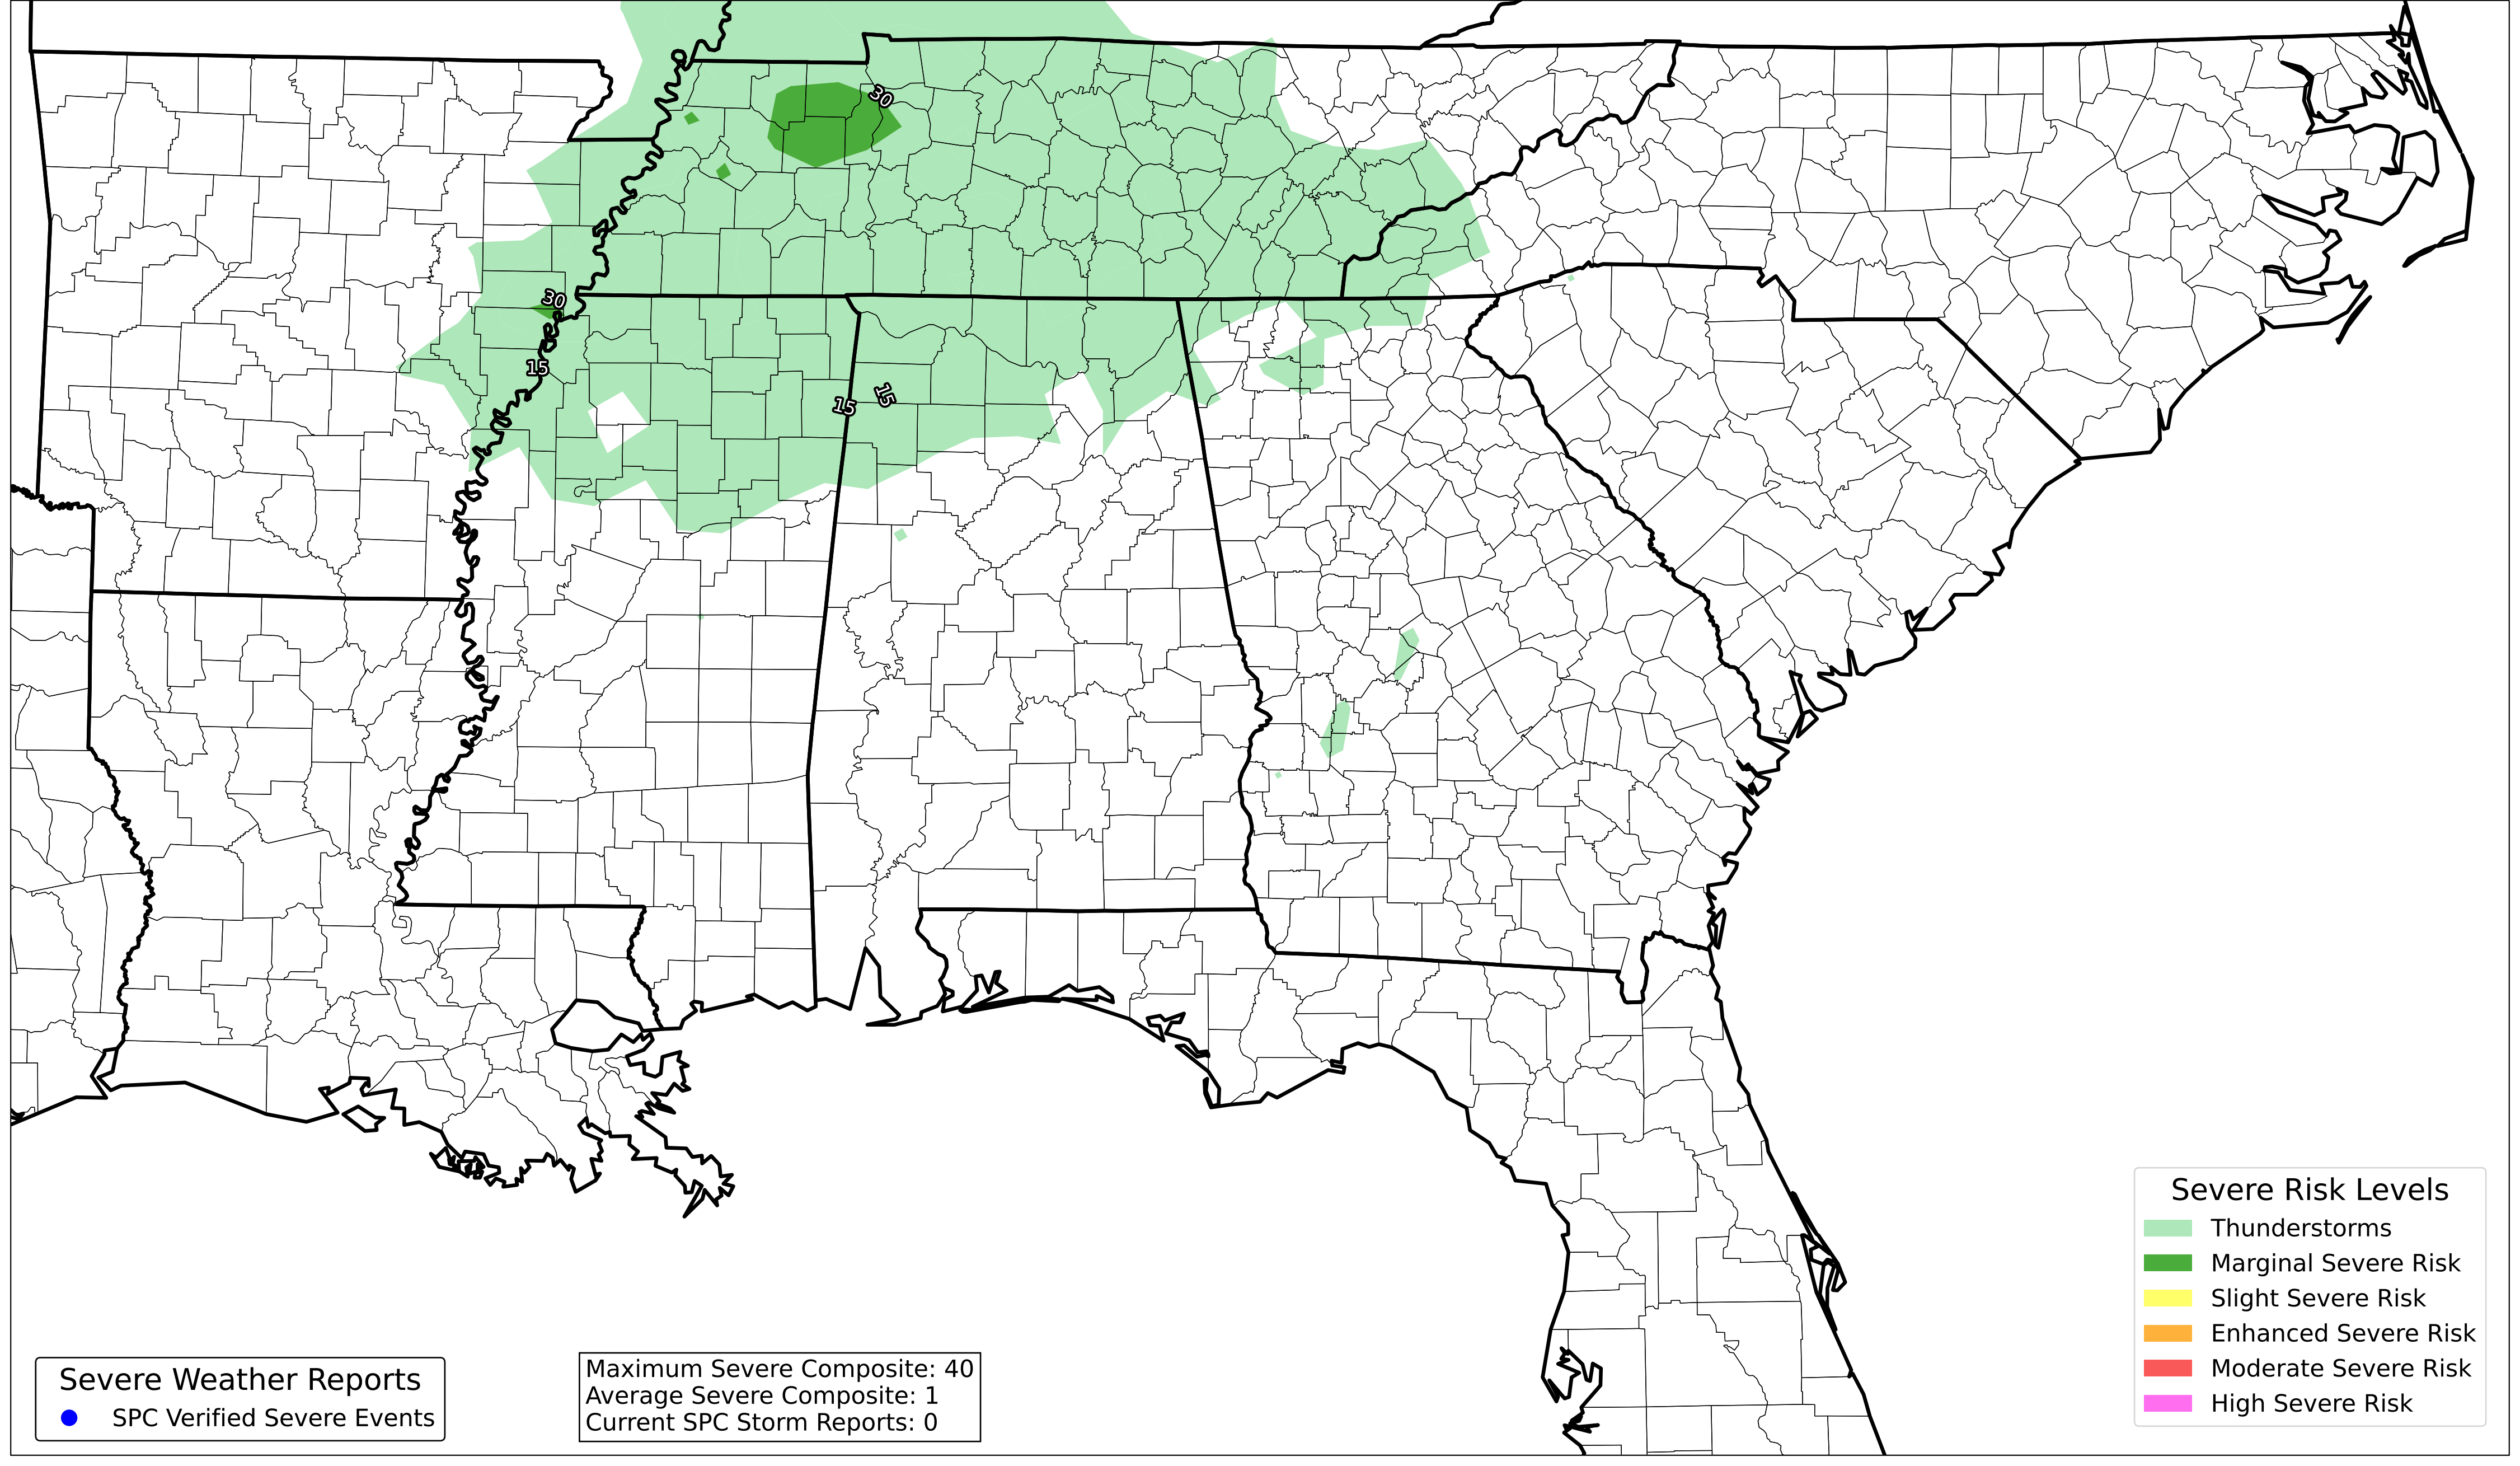 30
30
15
15
15
Severe Risk Levels
Thunderstorms
Marginal Severe Risk
Slight Severe Risk
Enhanced Severe Risk
Moderate Severe Risk
High Severe Risk
Severe Weather Reports
SPC Verified Severe Events
Maximum Severe Composite: 40
Average Severe Composite: 1
Current SPC Storm Reports: 0